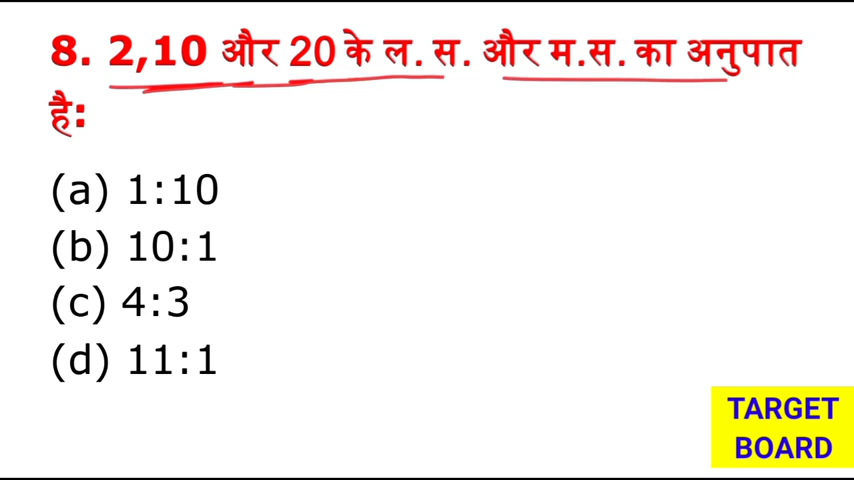 8. 2,10 और 20 के ल. स. और म.स. का अनुपात
है:
(a) 1:10
(b) 10:1
(c) 4:3
(d) 11:1
TARGET
BOARD